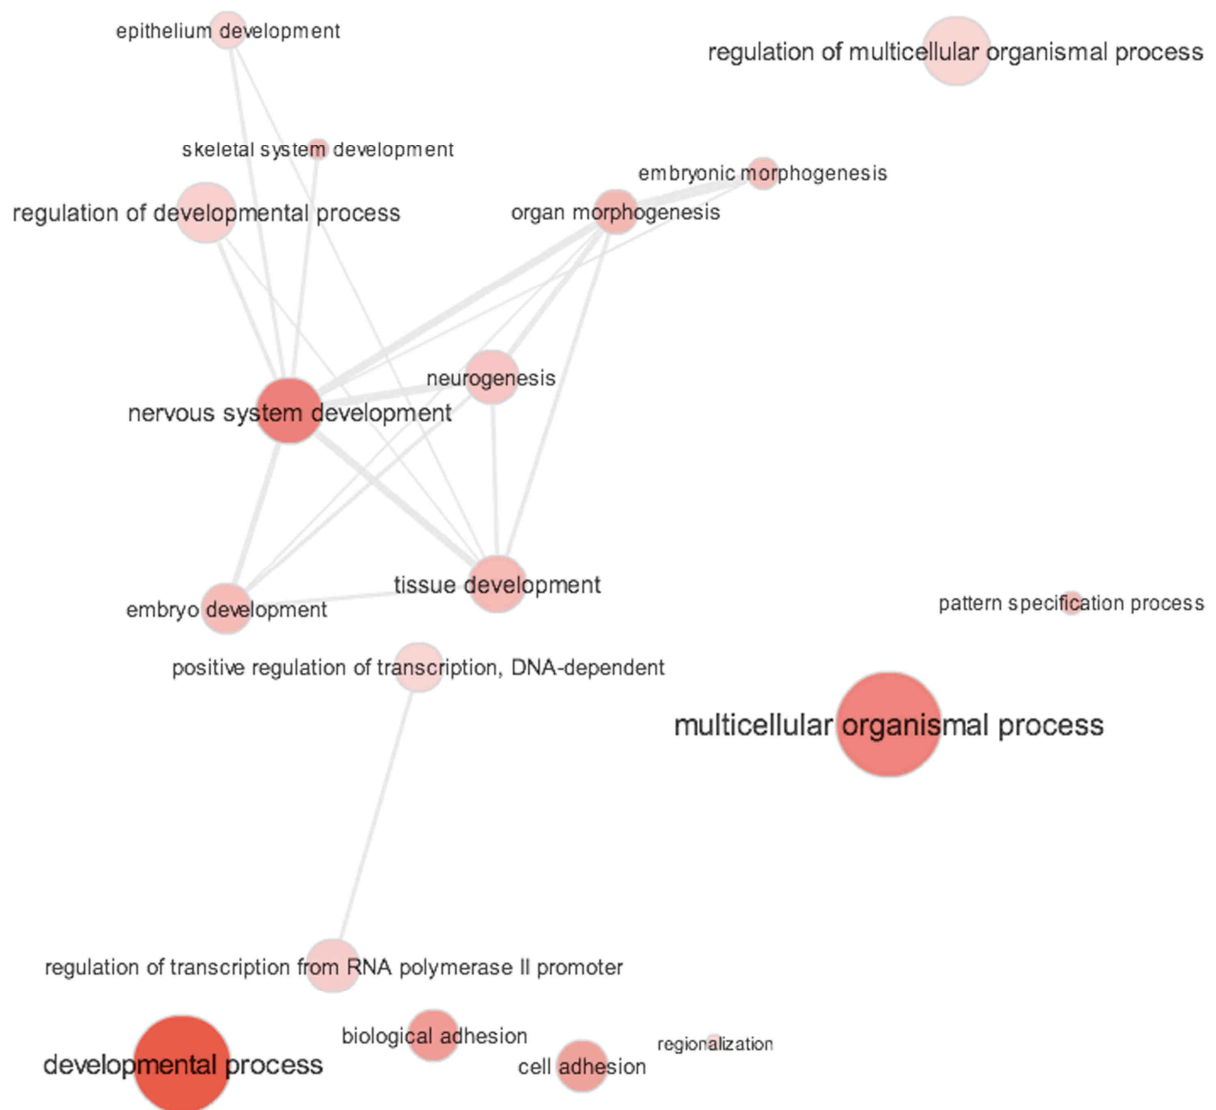 epithelium development
regulation of multicellular organismal process
skeletal system development
embryonic morphogenesis
regulation of developmental process
organ morphogenesis
neurogenesis
nervous system development
tissue development
embryo development
pattern specification process
positive regulation of transcription, DNA-dependent
multicellular organismal process
regulation of transcription from RNA polymerase II promoter
biological adhesion
regionalization
developmental process
cell adhesion